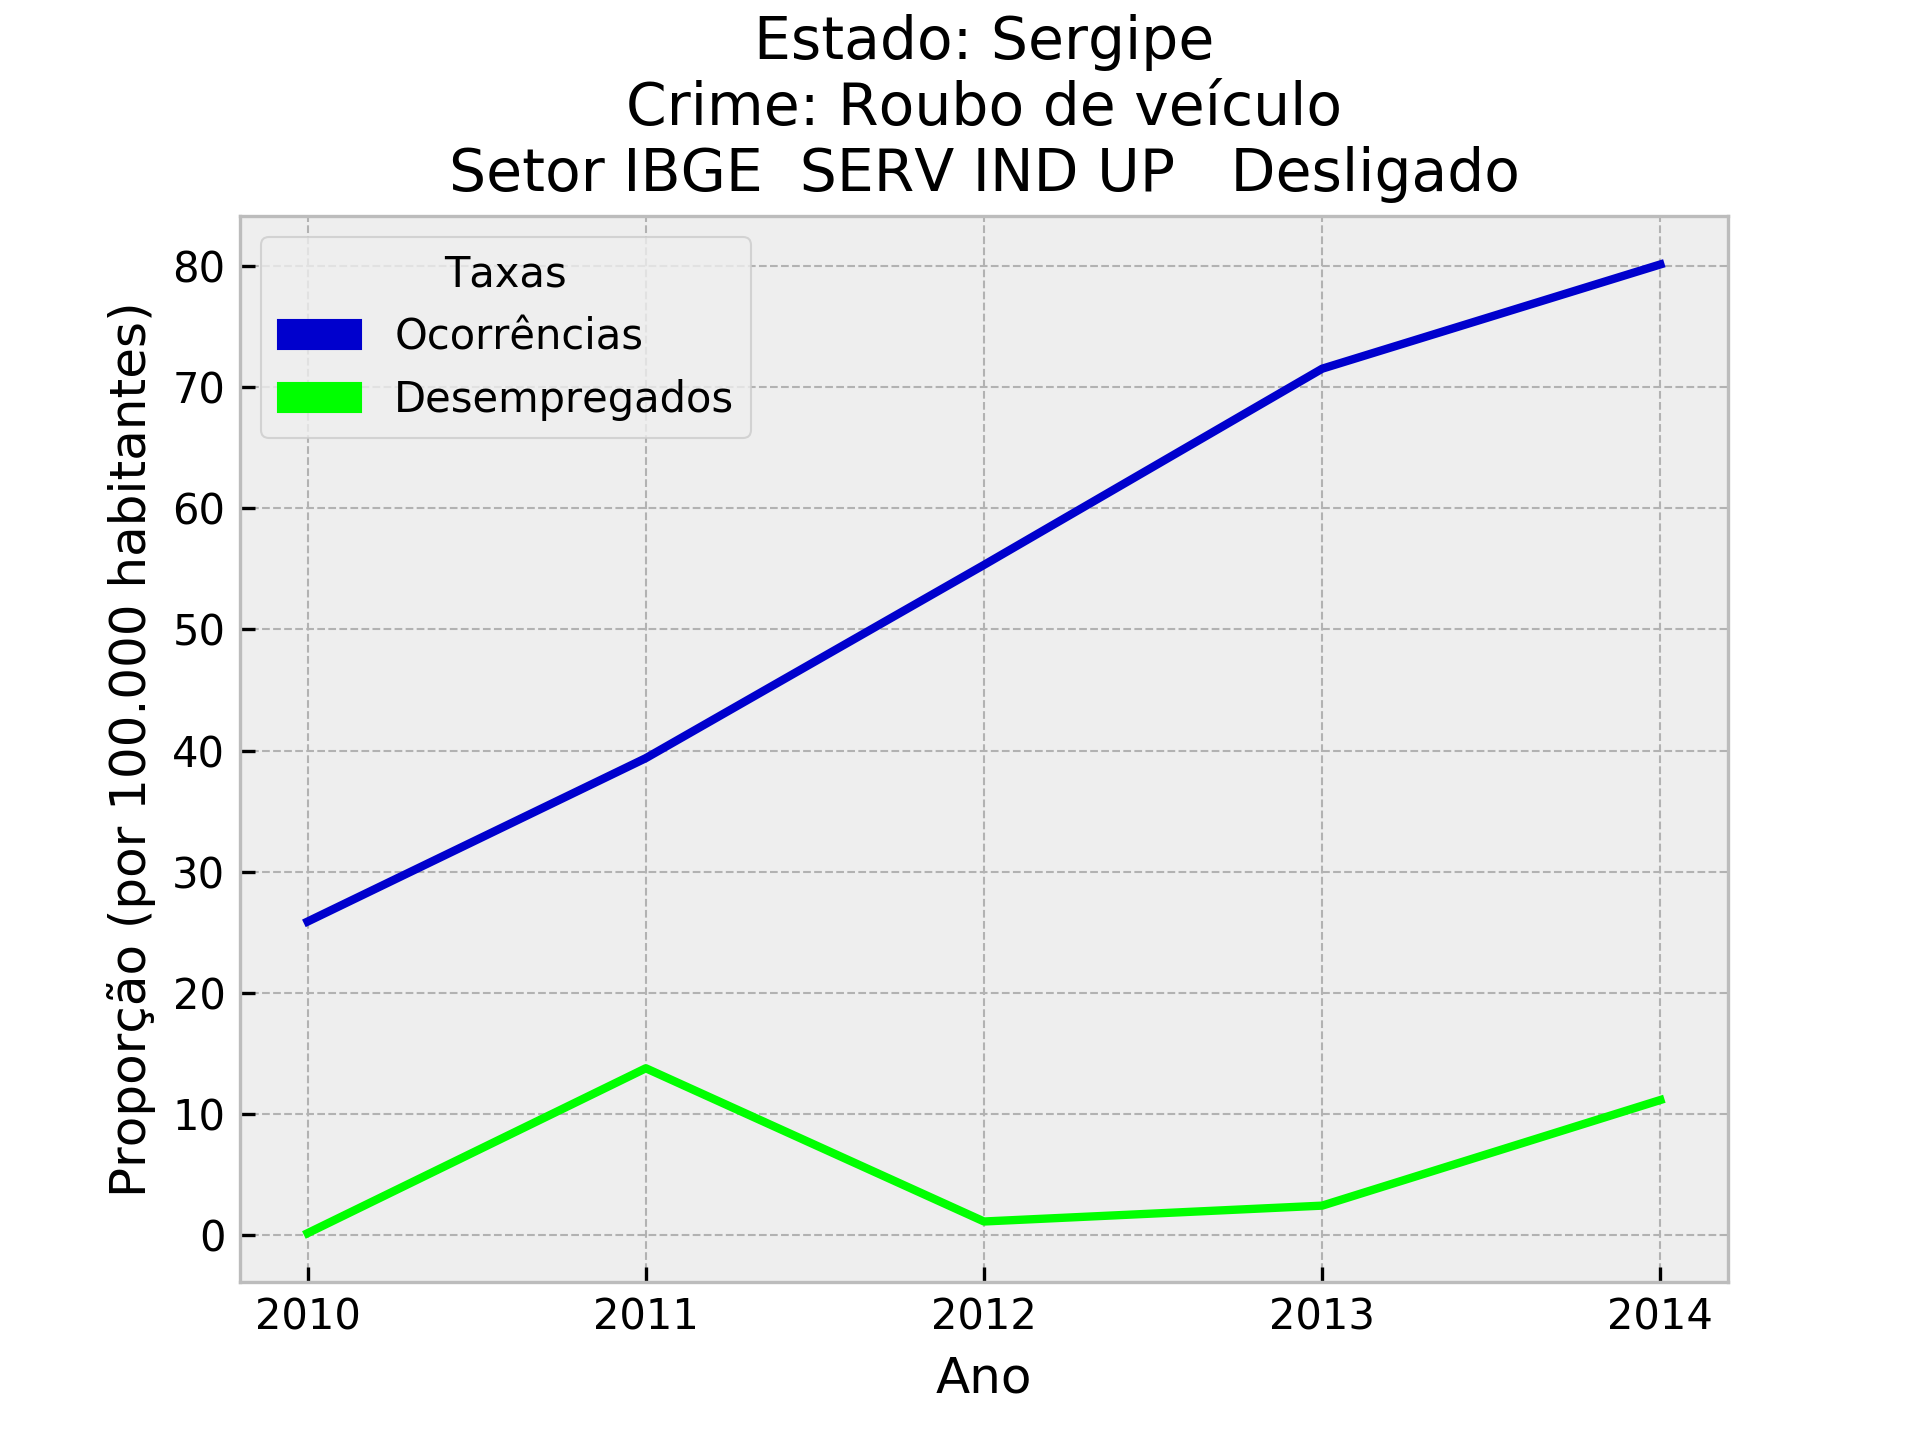 Estado: Sergipe
Crime: Roubo de veículo
Setor IBGE  SERV IND UP   Desligado
Taxas
Ocorrências
Desempregados
Proporção (por 100.000 habitantes)
80
70
60
50
40
30
20
10
0
2010 2011 2012 2013 2014
Ano